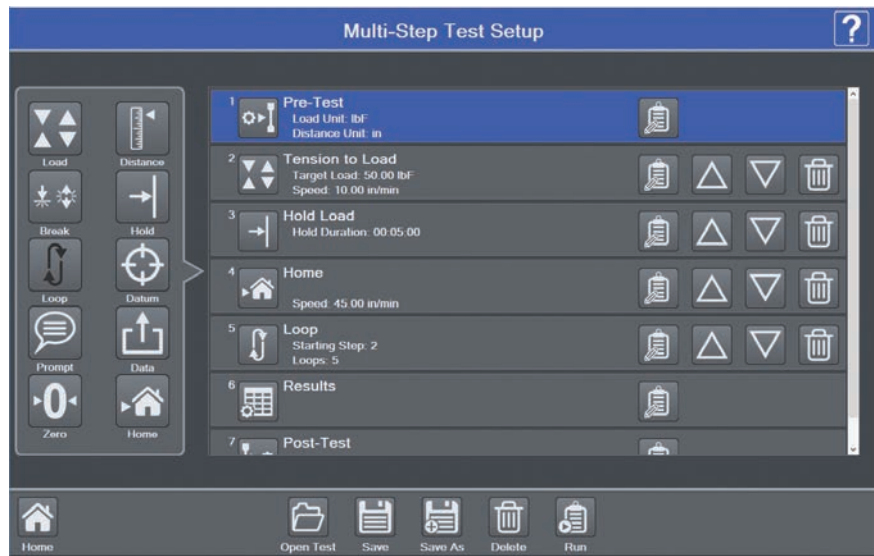 Multi-Step Test Setup
?
Load
Distance
Break
Hold
Loop
Datum
Prompt
Data
0
Zero
Home
1
Pre-Test
Load Unit: lbF
Distance Unit: in
2
Tension to Load
Target Load: 50.00 lbF
Speed: 10.00 in/min
3
Hold Load
Hold Duration: 00:05:00
4
Home
Speed: 45.00 in/min
5
Loop
Starting Step: 2
Loops: 5
6
Results
7
Post-Test
Home
Open Test
Save
Save As
Delete
Run